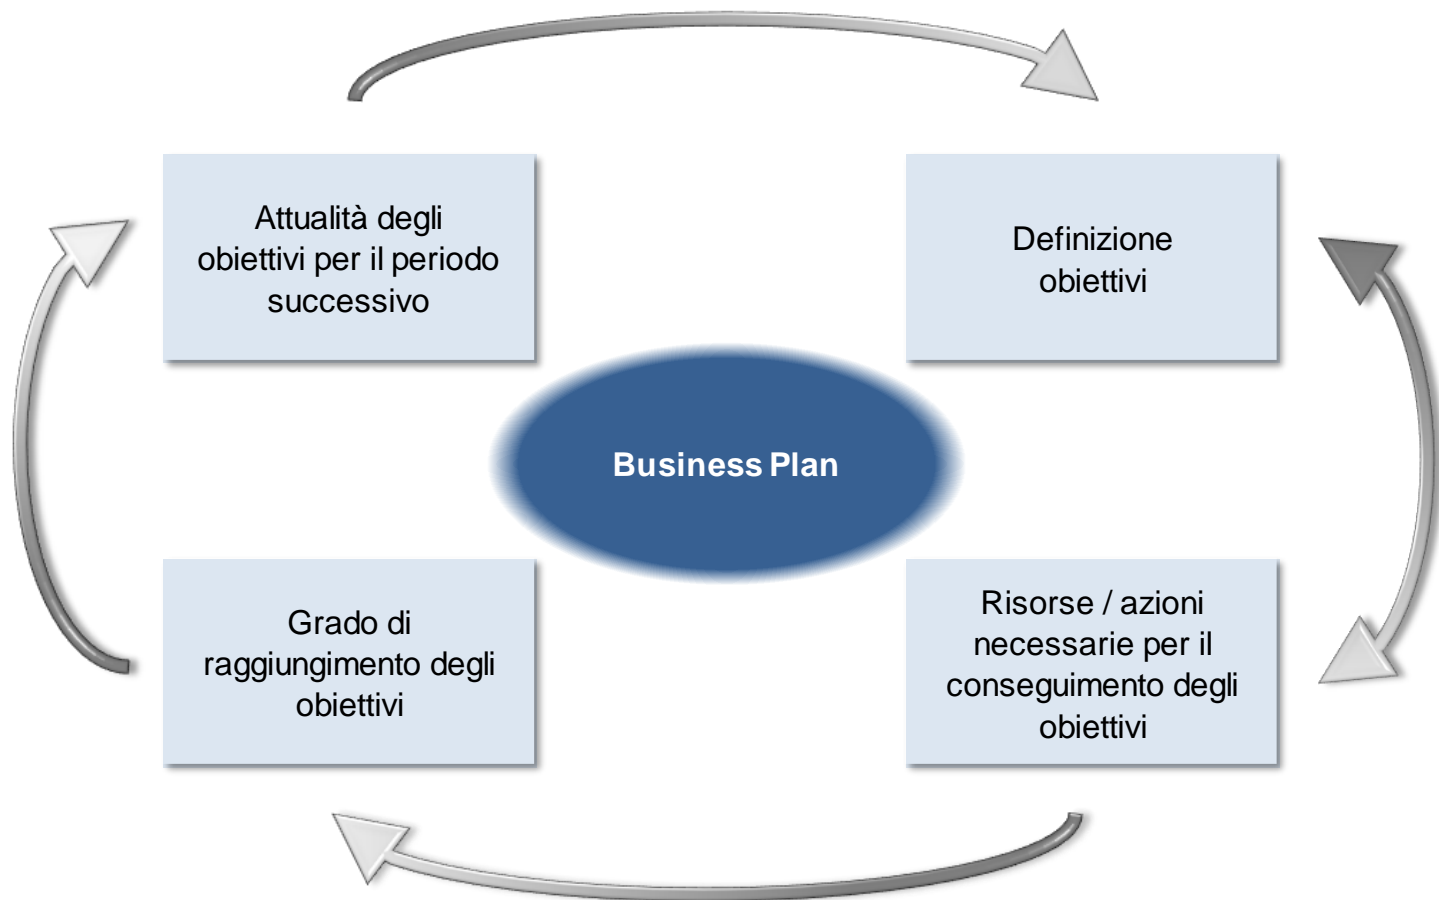 Attualità degli
obiettivi per il periodo
successivo
Definizione
obiettivi
Business Plan
Grado di
raggiungimento degli
obiettivi
Risorse / azioni
necessarie per il
conseguimento degli
obiettivi